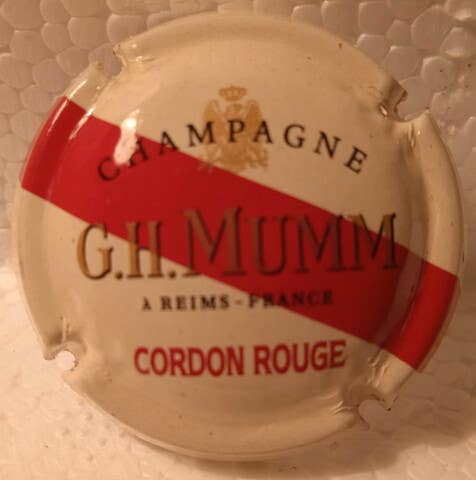 CHAMPAGNE
G.H. MUMM
À REIMS - FRANCE
CORDON ROUGE